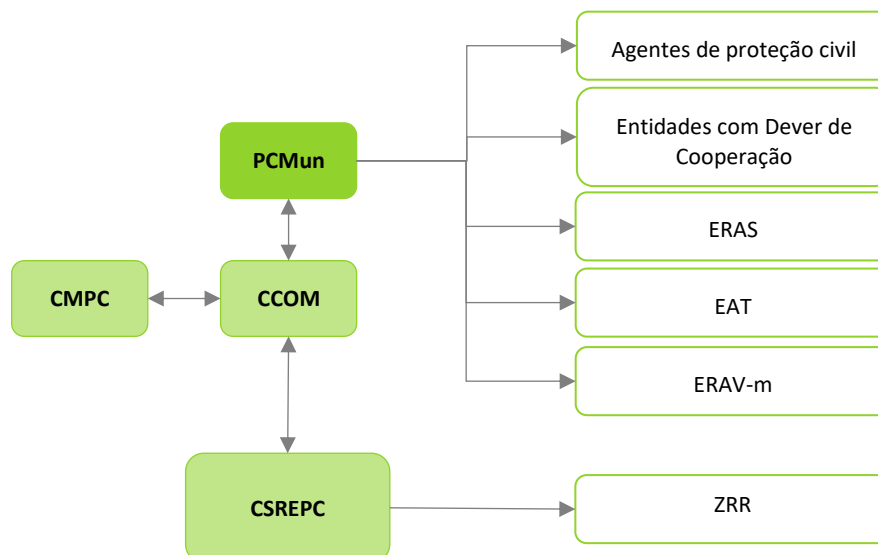 Agentes de proteção civil
Entidades com Dever de
Cooperação
PCMun
ERAS
CMPC
CCOM
EAT
ERAV-m
CSREPC
ZRR